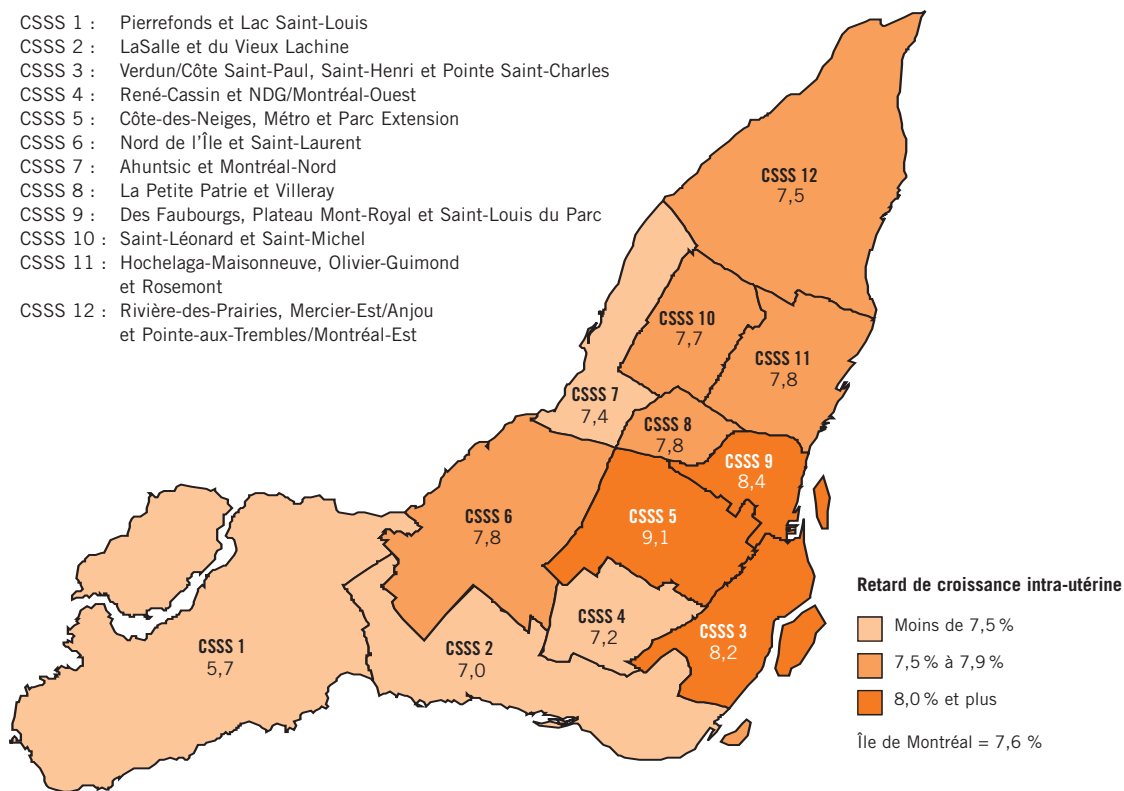 CSSS 1 : Pierrefonds et Lac Saint-Louis
CSSS 2 : LaSalle et du Vieux Lachine
CSSS 3 : Verdun/Côte Saint-Paul, Saint-Henri et Pointe Saint-Charles
CSSS 4 : René-Cassin et NDG/Montréal-Ouest
CSSS 5 : Côte-des-Neiges, Métro et Parc Extension
CSSS 6 : Nord de l'Île et Saint-Laurent
CSSS 7 : Ahuntsic et Montréal-Nord
CSSS 8 : La Petite Patrie et Villeray
CSSS 9 : Des Faubourgs, Plateau Mont-Royal et Saint-Louis du Parc
CSSS 10 : Saint-Léonard et Saint-Michel
CSSS 11 : Hochelaga-Maisonneuve, Olivier-Guimond
et Rosemont
CSSS 12 : Rivière-des-Prairies, Mercier-Est/Anjou
et Pointe-aux-Trembles/Montréal-Est
CSSS 12
7,5
CSSS 10
7,7
CSSS 11
7,8
CSSS 7
7,4
CSSS 8
7,8
CSSS 9
8,4
CSSS 6
7,8
CSSS 5
9,1
CSSS 4
7,2
CSSS 3
8,2
CSSS 1
5,7
CSSS 2
7,0
Retard de croissance intra-utérine
Moins de 7,5 %
7,5 % à 7,9 %
8,0 % et plus
Île de Montréal = 7,6 %